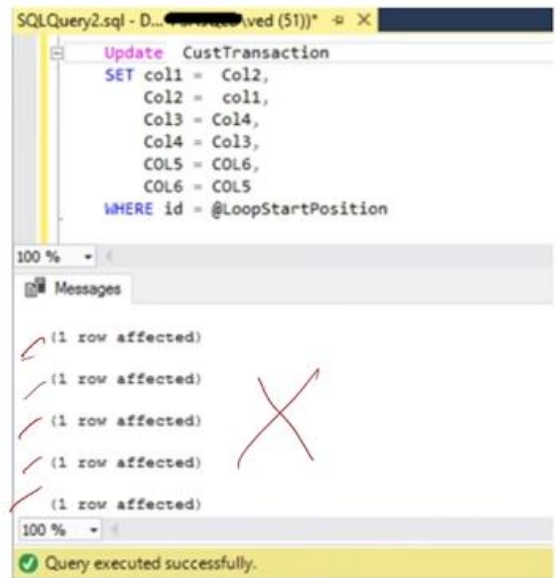 SQLQuery2.sql - D... \ved (51))*
Update CustTransaction
SET col1 = Col2,
Col2 = col1,
Col3 = Col4,
Col4 = Col3,
COL5 = COL6,
COL6 = COL5
WHERE id = @LoopStartPosition
100 %
Messages
(1 row affected)
(1 row affected)
(1 row affected)
(1 row affected)
(1 row affected)
100 %
Query executed successfully.